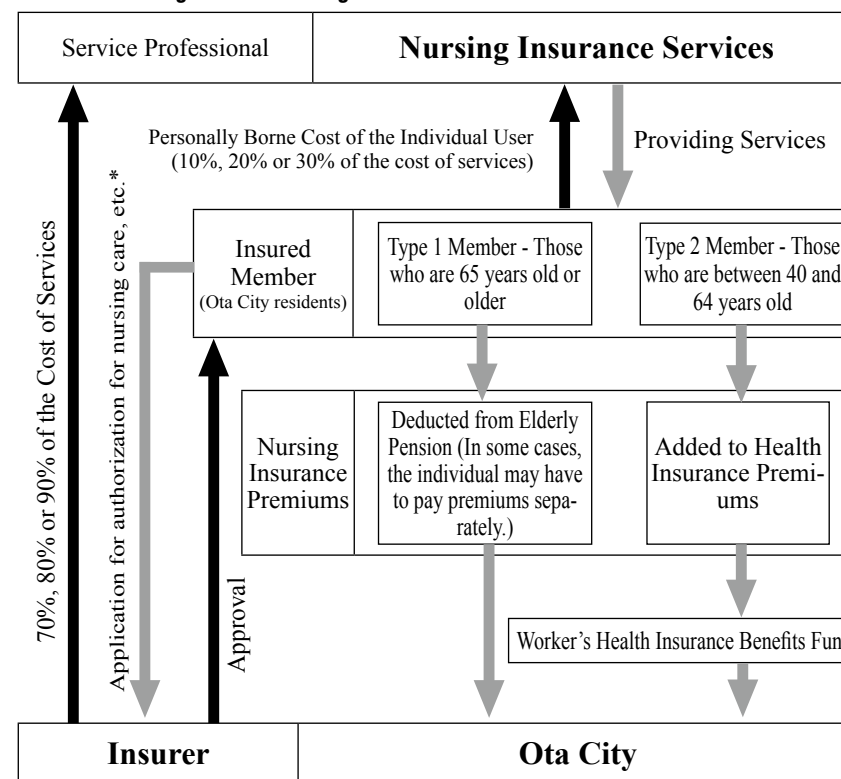 Service Professional
Nursing Insurance Services
Personally Borne Cost of the Individual User
(10%, 20% or 30% of the cost of services)
Providing Services
70%, 80% or 90% of the Cost of Services
Application for authorization for nursing care, etc.*
Insured
Member
(Ota City residents)
Type 1 Member - Those
who are 65 years old or
older
Type 2 Member - Those
who are between 40 and
64 years old
Approval
Nursing
Insurance
Premiums
Deducted from Elderly
Pension (In some cases,
the individual may have
to pay premiums sepa-
rately.)
Added to Health
Insurance Premi-
ums
Worker's Health Insurance Benefits Fun
Insurer
Ota City